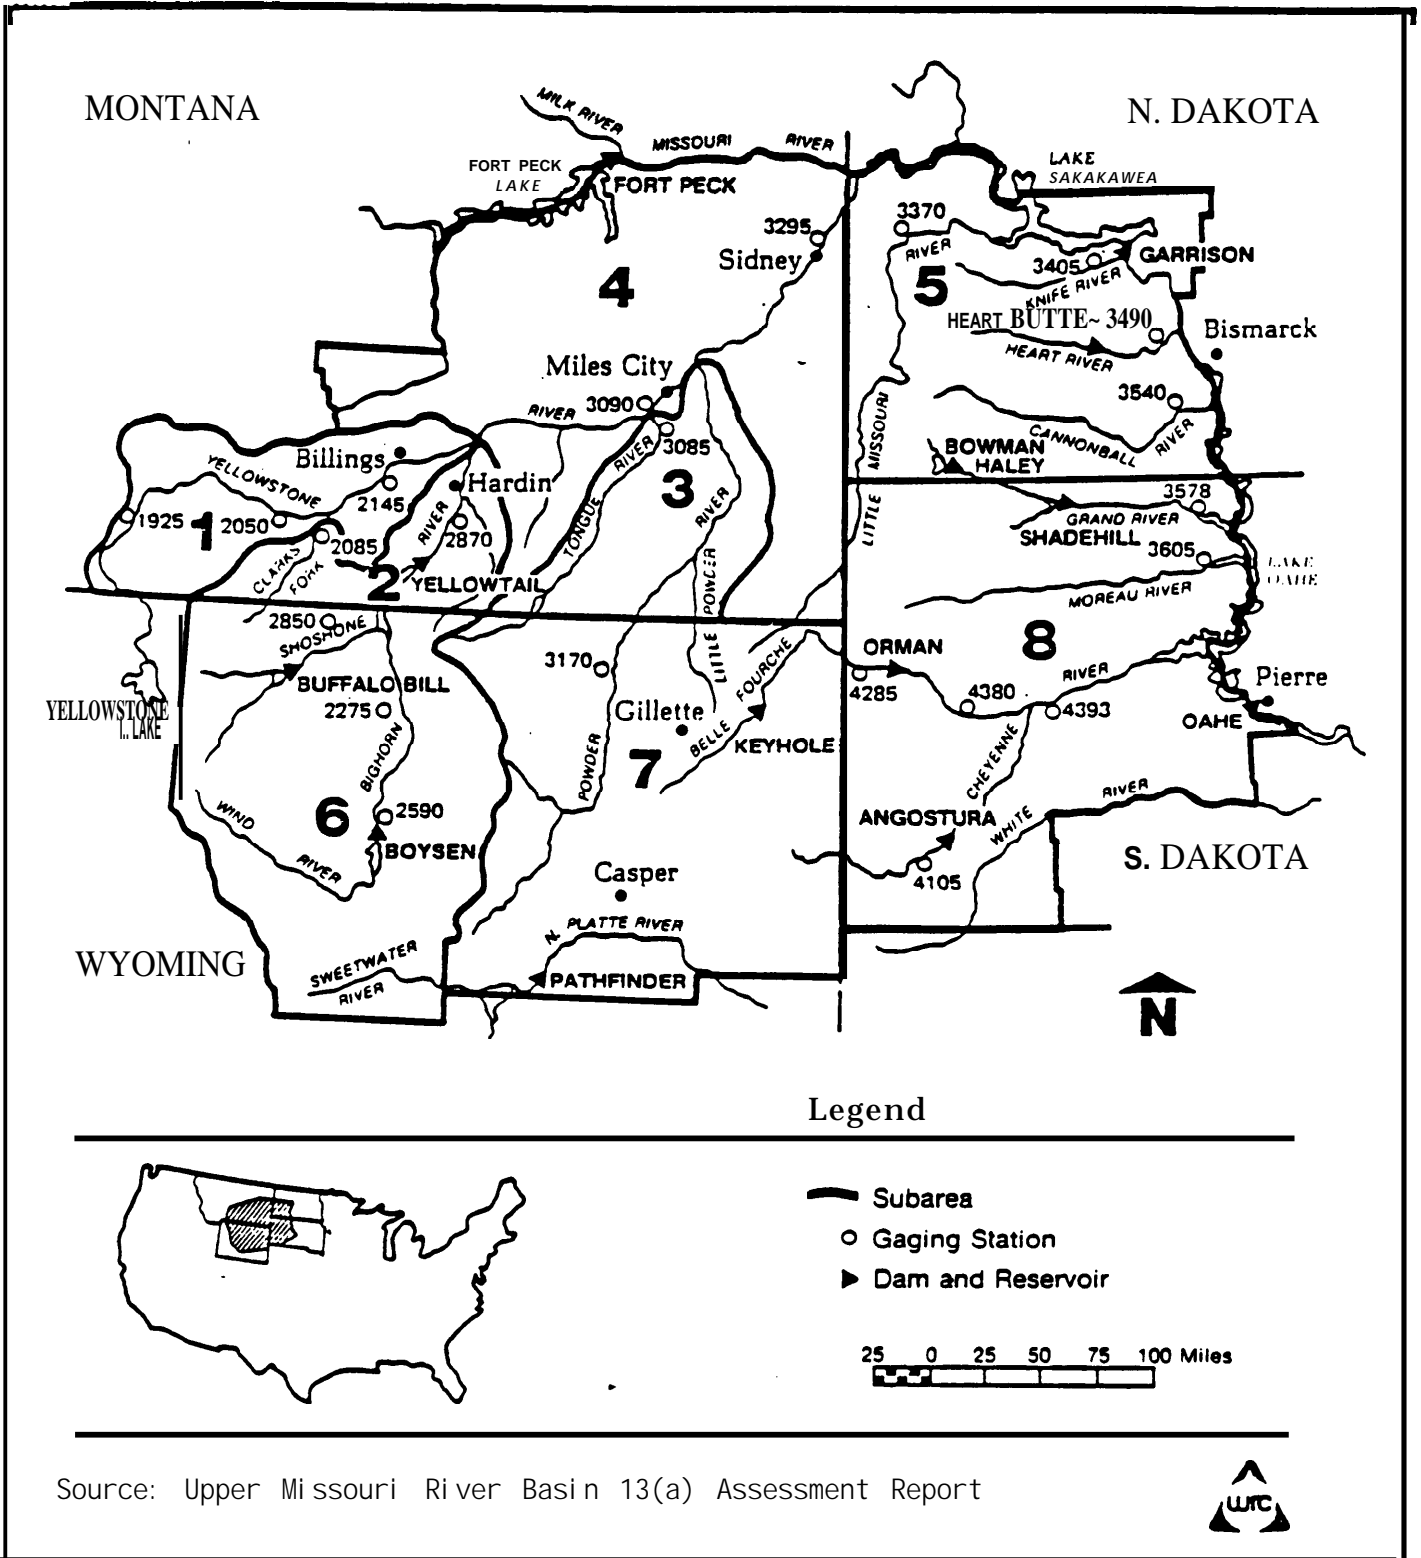 MONTANA
N. DAKOTA
MILK RIVER
MISSOURI RIVER
FORT PECK
LAKE
FORT PECK
LAKE
SAKAKAWEA
3295
Sidney
3370
RIVER
3405
GARRISON
KNIFE RIVER
4
5
HEART BUTTE~ 3490
HEART RIVER
Bismarck
Miles City
3090
RIVER
3085
3540
CANNONBALL RIVER
LITTLE MISSOURI
BOWMAN
HALEY
Billings
YELLOWSTONE
2145
Hardin
RIVER
TONGUE
3
RIVER
1925
1
2050
2085
2870
RIVER
CLARKS
FORK
2
YELLOWTAIL
LITTLE POWDER
3578
GRAND RIVER
SHADEHILL
3605
LAKE
OAHE
MOREAU RIVER
2850
SHOSHONE
BUFFALO BILL
2275
YELLOWSTONE
LAKE
3170
Gillette
BELLE FOURCHE
KEYHOLE
ORMAN
4285
4380
8
RIVER
4393
Pierre
OAHE
BIGHORN
POWDER
7
CHEYENNE
WIND
RIVER
6
2590
BOYSEN
ANGOSTURA
4105
WHITE
RIVER
S. DAKOTA
Casper
N. PLATTE RIVER
PATHFINDER
WYOMING
SWEETWATER
RIVER
N
Legend
Subarea
Gaging Station
Dam and Reservoir
25 0 25 50 75 100 Miles
Source: Upper Missouri River Basin 13(a) Assessment Report
WRC